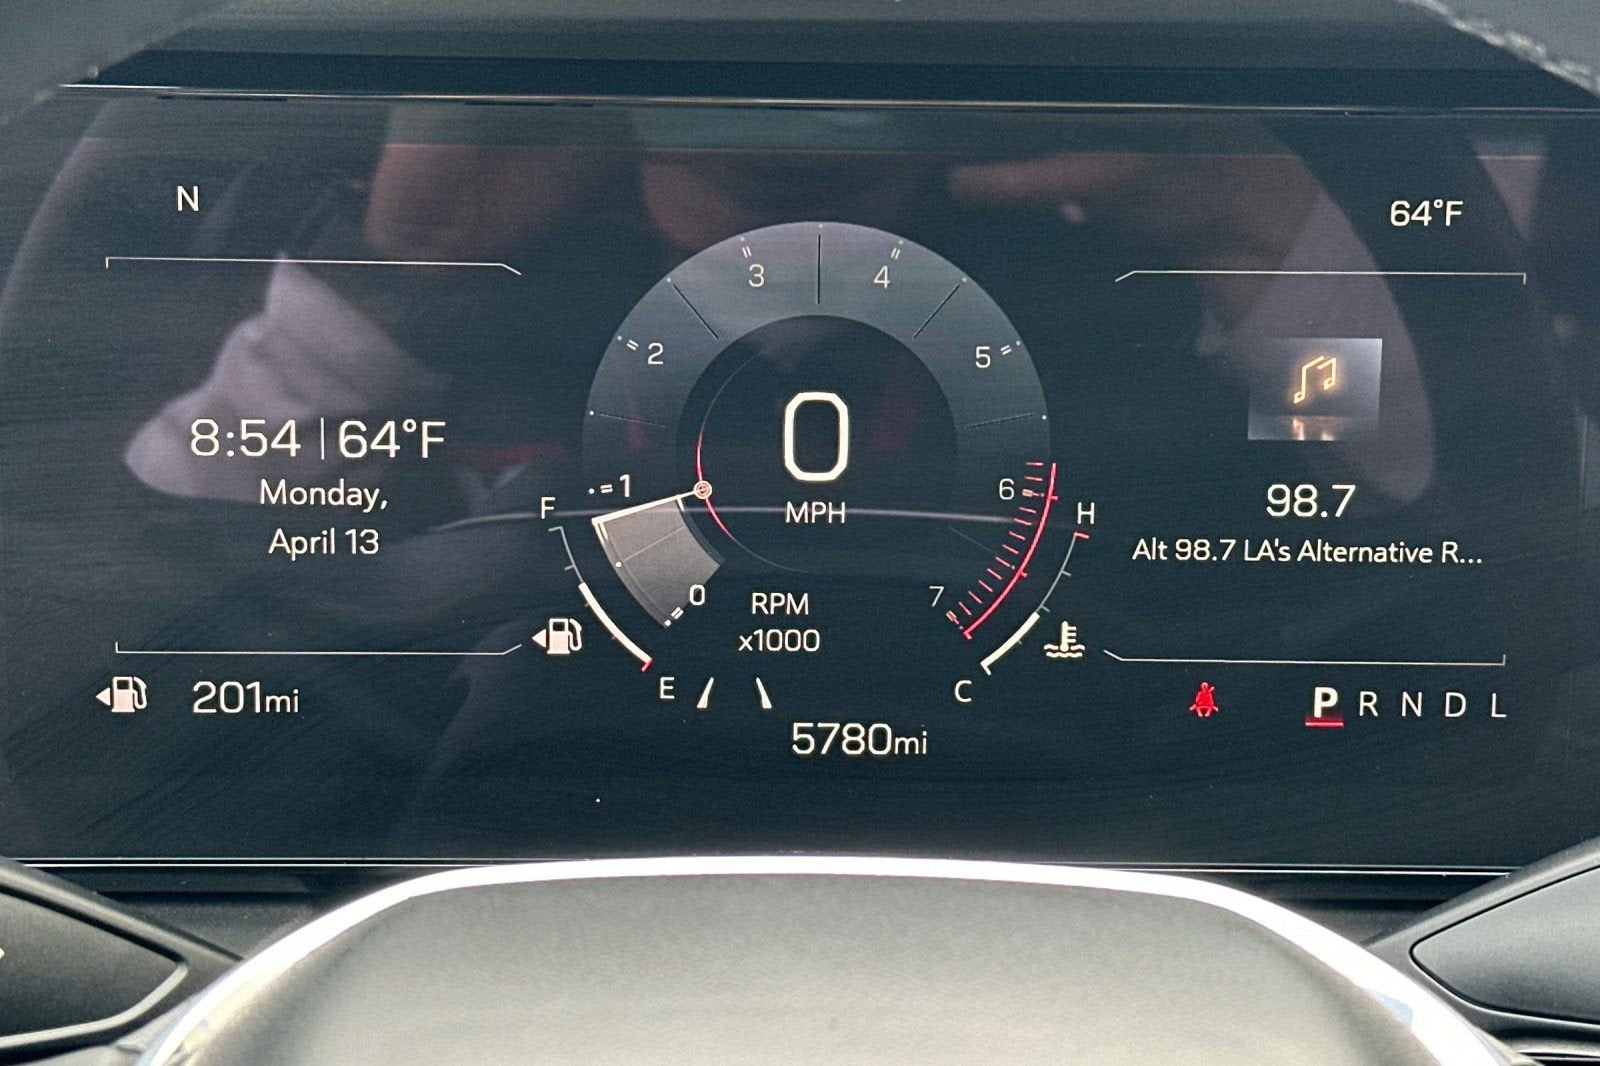 N
64°F
8:54 | 64°F
Monday,
April 13
201mi
F
E
0
1
2
3
4
5
6
7
0
MPH
RPM
x1000
H
C
5780mi
98.7
Alt 98.7 LA's Alternative R...
P R N D L